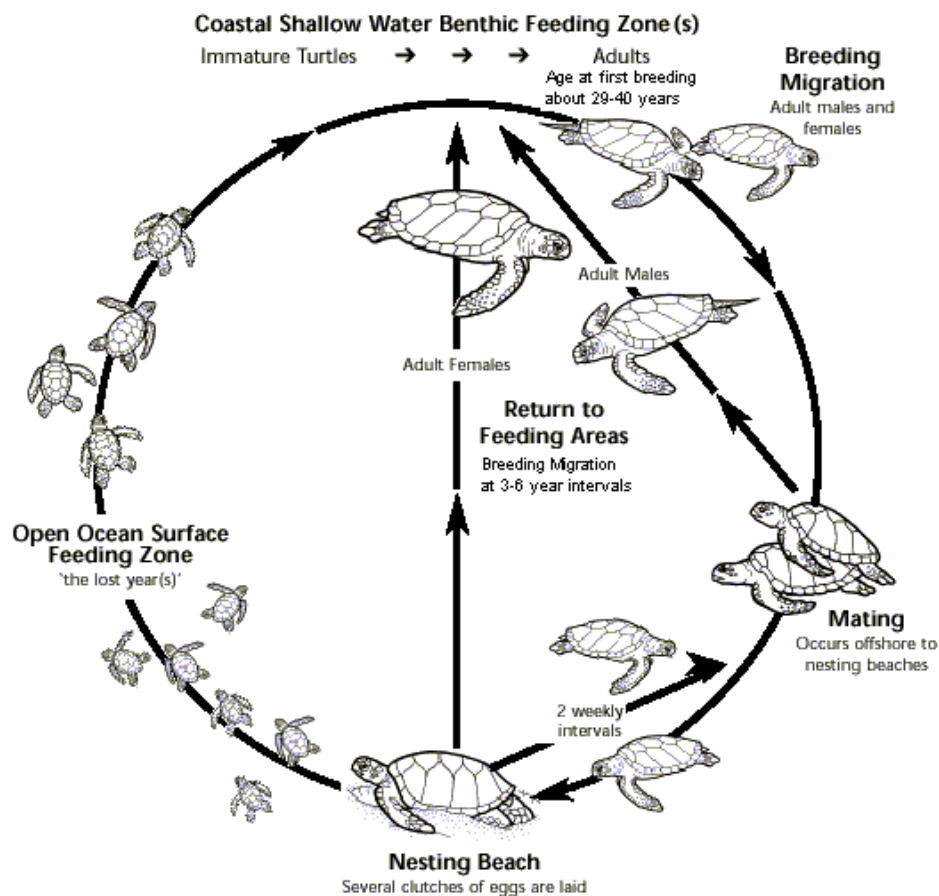 Coastal Shallow Water Benthic Feeding Zone(s)
Immature Turtles → → → Adults
Age at first breeding
about 29-40 years
Breeding
Migration
Adult males and
females
Adult Males
Adult Females
Return to
Feeding Areas
Breeding Migration
at 3-6 year intervals
Open Ocean Surface
Feeding Zone
'the lost year(s)'
Mating
Occurs offshore to
nesting beaches
2 weekly
intervals
Nesting Beach
Several clutches of eggs are laid